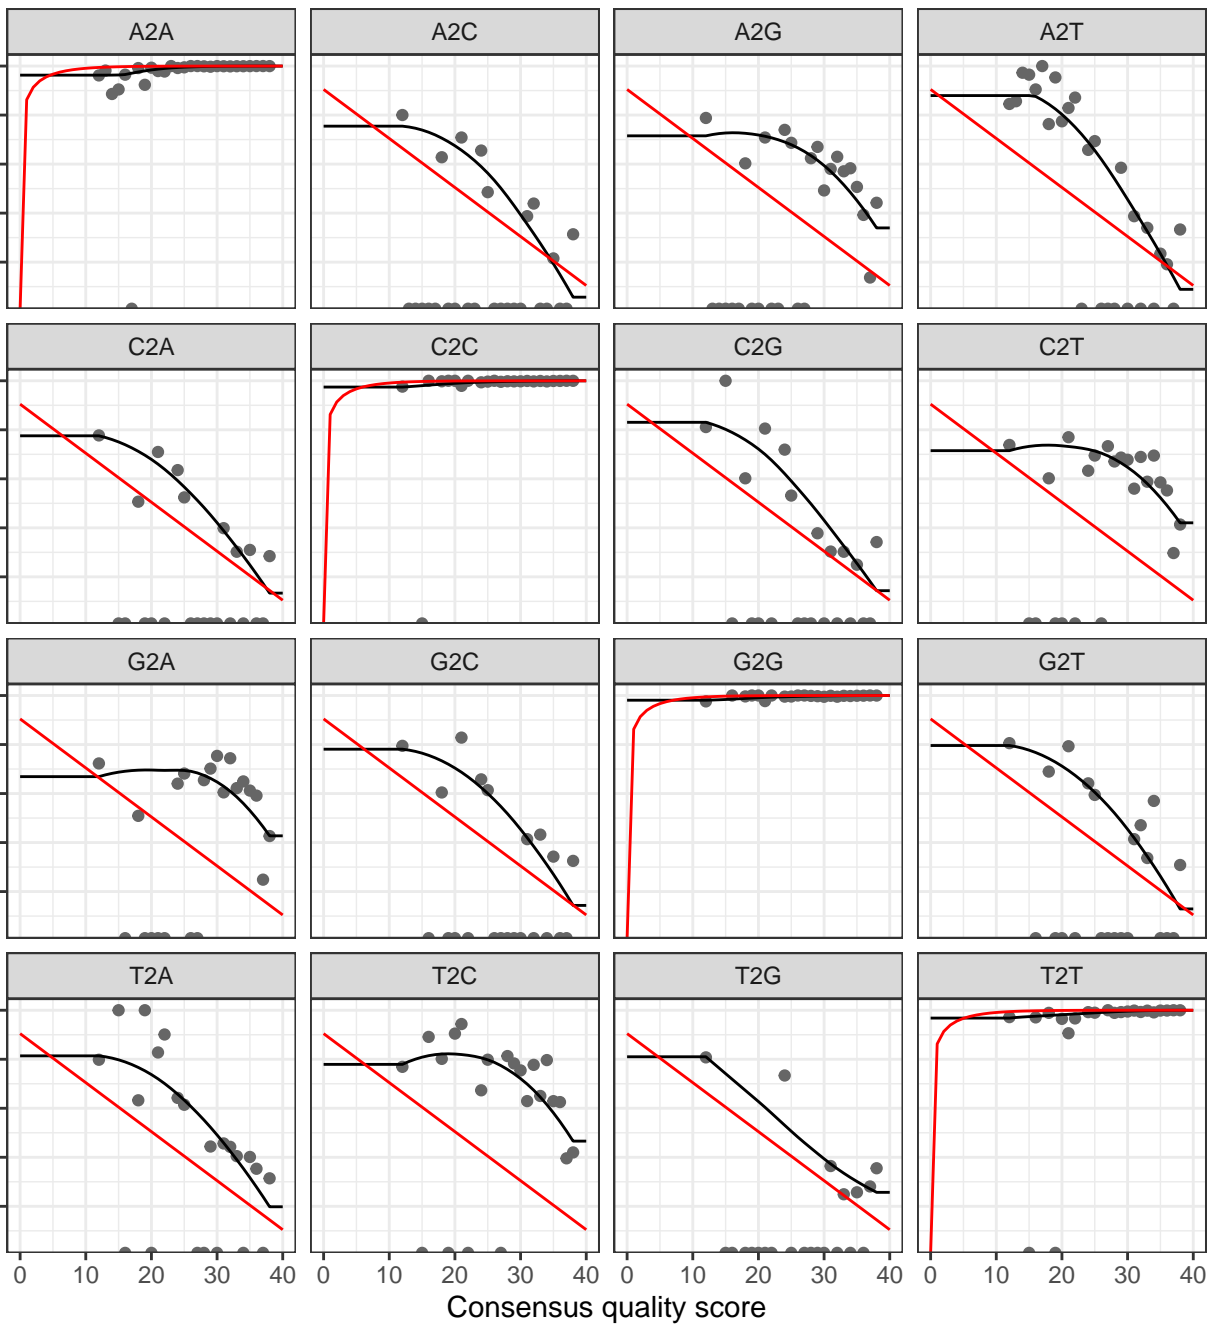 A2A A2C A2G A2T
C2A C2C C2G C2T
G2A G2C G2G G2T
T2A T2C T2G T2T
0 10 20 30 40 0 10 20 30 40 0 10 20 30 40 0 10 20 30 40
Consensus quality score